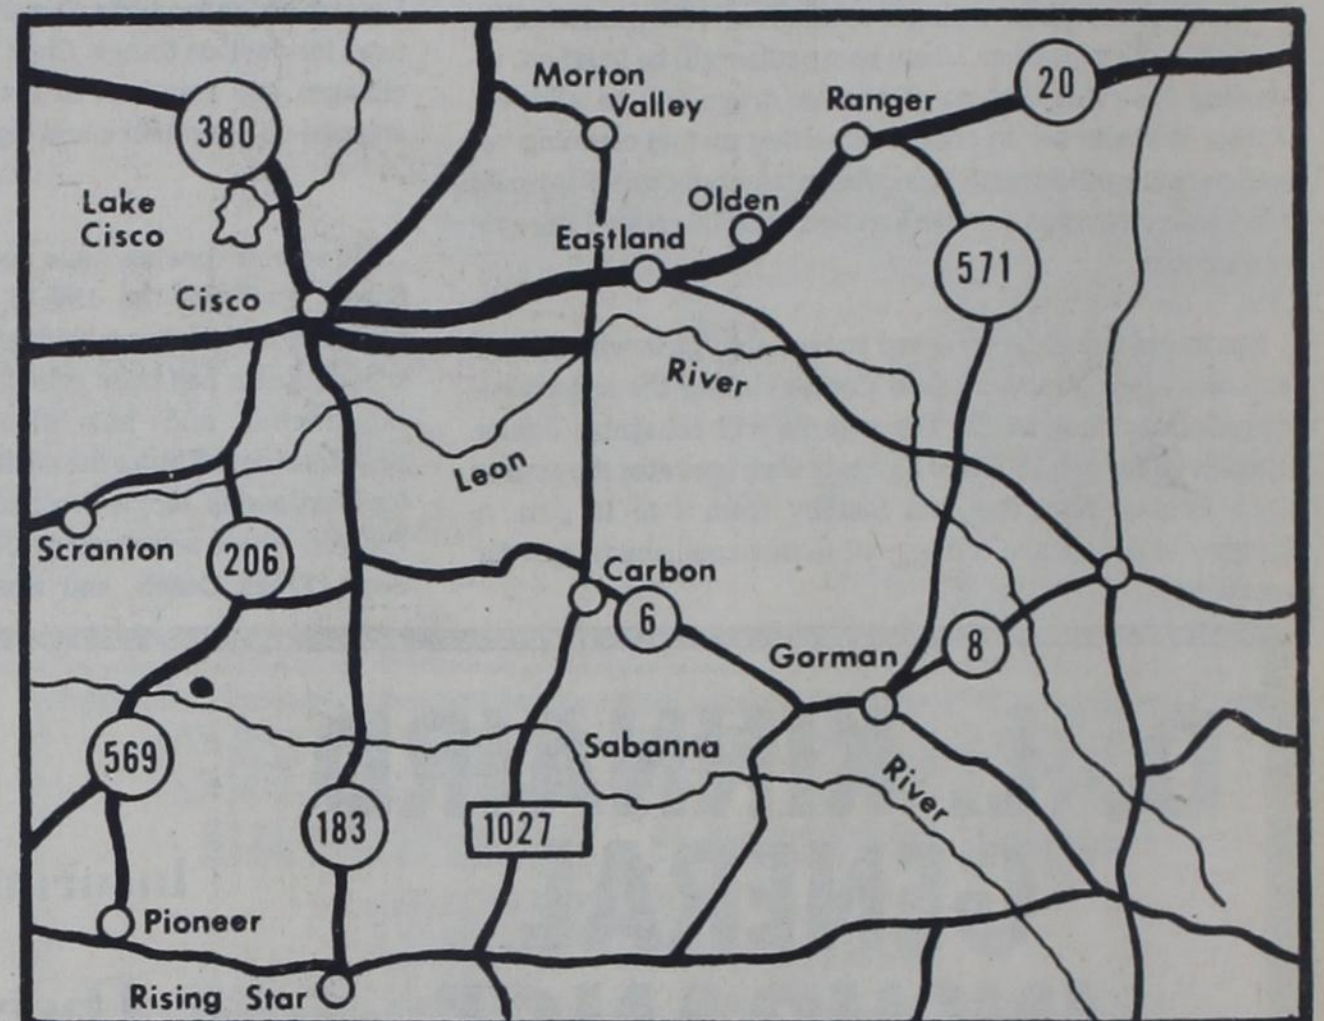 Morton
Valley
Ranger
20
380
Lake
Cisco
Olden
Eastland
571
Cisco
River
Leon
Scranton
206
Carbon
6
8
Gorman
569
Sabanna
River
183
1027
Pioneer
Rising Star